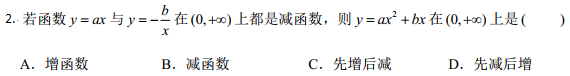 2. 若函数 y = ax 与 y = -\frac{b}{x} 在 (0,+∞) 上都是减函数，则 y = ax² + bx 在 (0,+∞) 上是 (    )
A. 增函数 B. 减函数 C. 先增后减 D. 先减后增